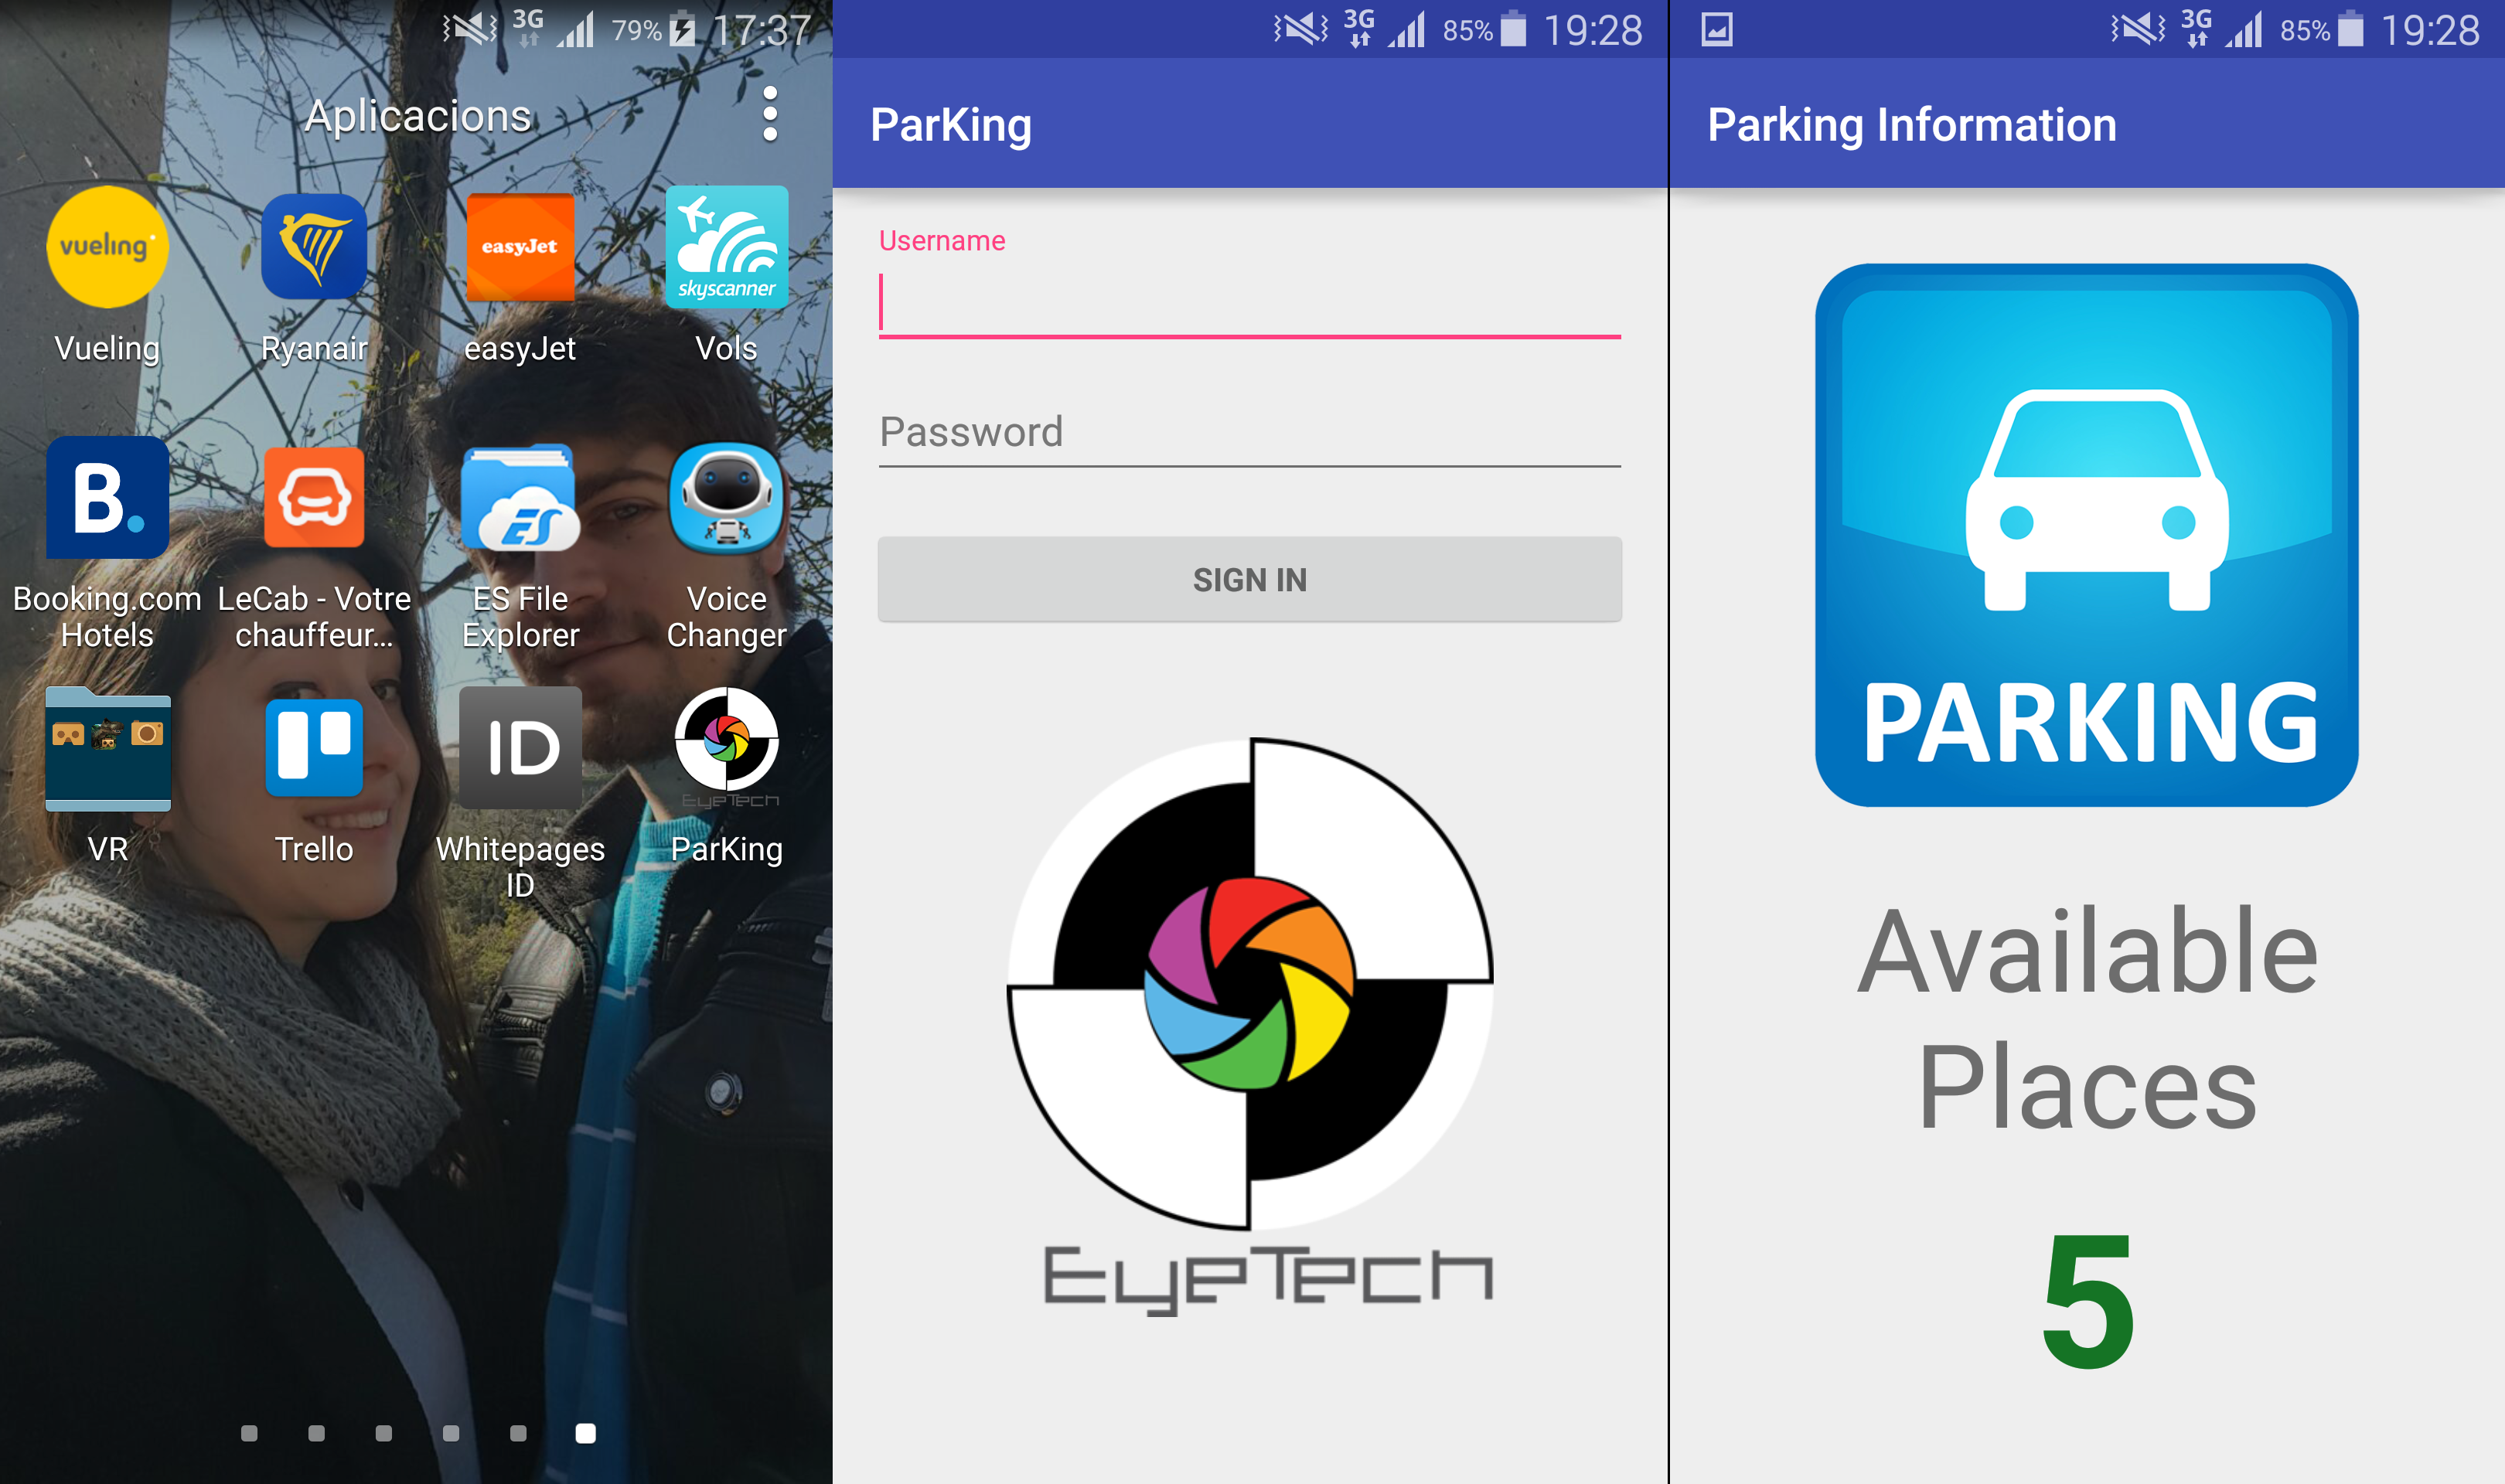 3G 79% 17:37
Aplicacions
vueling
easyJet
skyscanner
Vueling
Ryanair
easyJet
Vols
B.
ES
Booking.com
Hotels
LeCab - Votre
chauffeur...
ES File
Explorer
Voice
Changer
ID
EyeTech
VR
Trello
Whitepages
ID
ParKing
3G 85% 19:28
ParKing
Username
Password
SIGN IN
EyeTech
3G 85% 19:28
Parking Information
PARKING
Available
Places
5